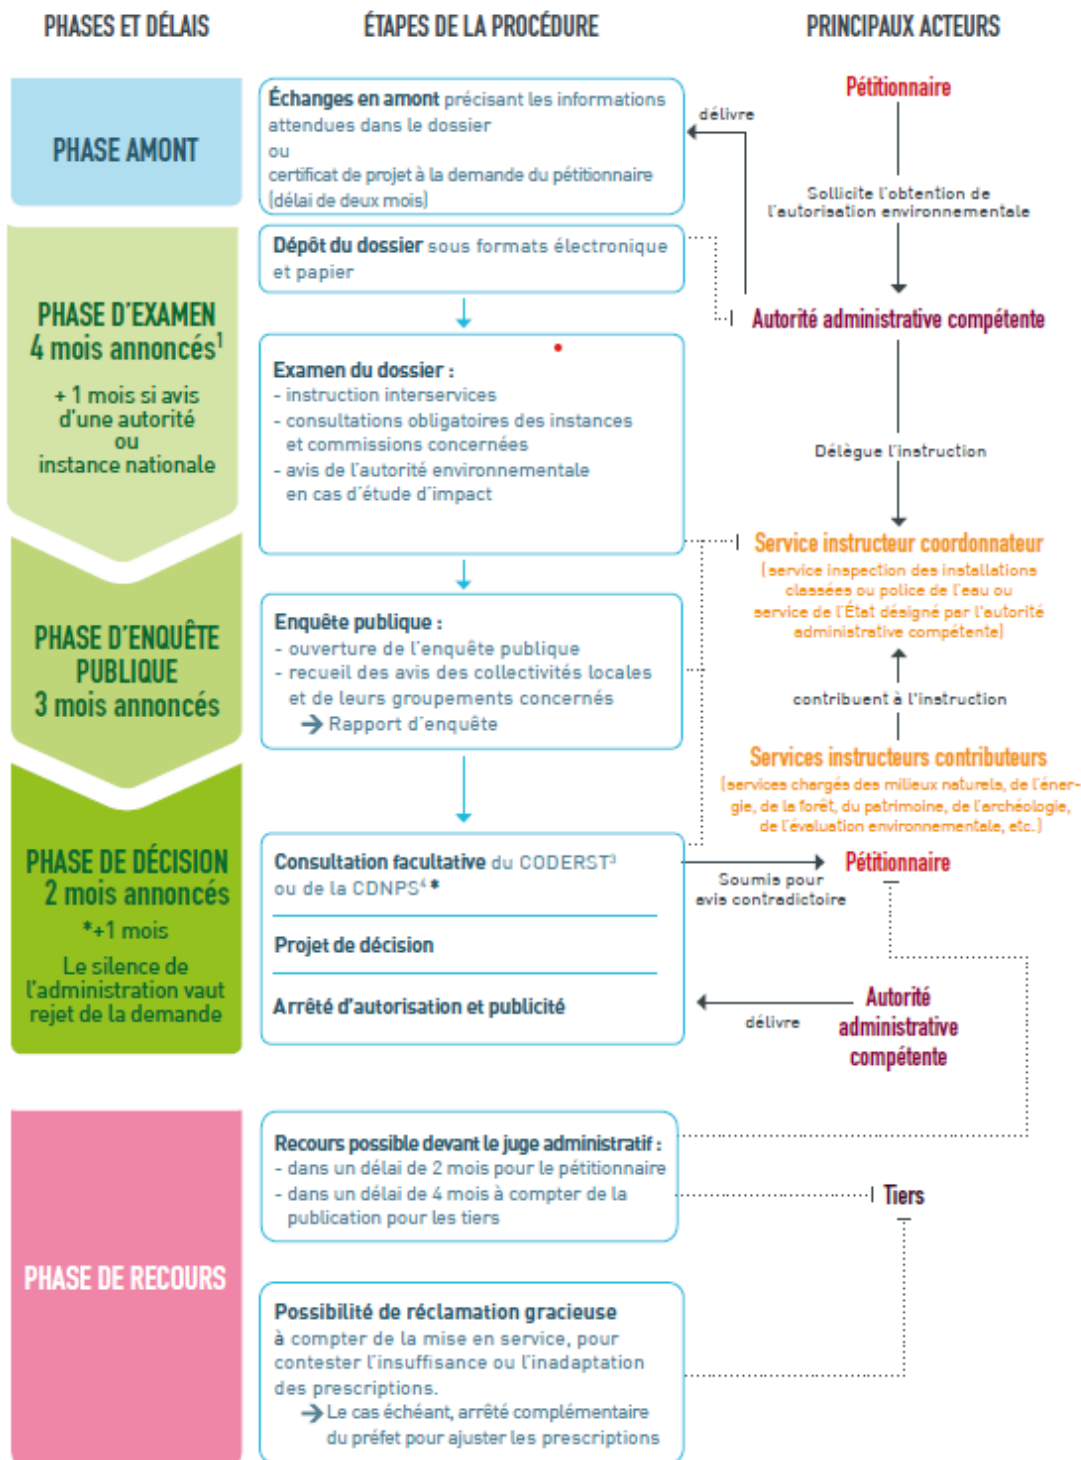 PHASES ET DÉLAIS
ÉTAPES DE LA PROCÉDURE
PRINCIPAUX ACTEURS
PHASE AMONT
Échanges en amont précisant les informations
attendues dans le dossier
ou
certificat de projet à la demande du pétitionnaire
(délai de deux mois)
délivre
Pétitionnaire
Sollicite l'obtention de
l'autorisation environnementale
PHASE D'EXAMEN
4 mois annoncés¹
+ 1 mois si avis
d'une autorité
ou
instance nationale
Dépôt du dossier sous formats électronique
et papier
Autorité administrative compétente
Examen du dossier :
- instruction interservices
- consultations obligatoires des instances
et commissions concernées
- avis de l'autorité environnementale
en cas d'étude d'impact
Délègue l'instruction
Service instructeur coordonnateur
(service inspection des installations
classées ou police de l'eau ou
service de l'État désigné par l'autorité
administrative compétente)
PHASE D'ENQUÊTE
PUBLIQUE
3 mois annoncés
Enquête publique :
- ouverture de l'enquête publique
- recueil des avis des collectivités locales
et de leurs groupements concernés
→ Rapport d'enquête
contribuent à l'instruction
Services instructeurs contributeurs
(services chargés des milieux naturels, de l'éner-
gie, de la forêt, du patrimoine, de l'archéologie,
de l'évaluation environnementale, etc.)
PHASE DE DÉCISION
2 mois annoncés
*+1 mois
Le silence de
l'administration vaut
rejet de la demande
Consultation facultative du CODERST³
ou de la CDNPS⁴ *
Projet de décision
Arrêté d'autorisation et publicité
Soumis pour
avis contradictoire
Pétitionnaire
délivre
Autorité
administrative
compétente
PHASE DE RECOURS
Recours possible devant le juge administratif :
- dans un délai de 2 mois pour le pétitionnaire
- dans un délai de 4 mois à compter de la
publication pour les tiers
Tiers
Possibilité de réclamation gracieuse
à compter de la mise en service, pour
contester l'insuffisance ou l'inadaptation
des prescriptions.
→ Le cas échéant, arrêté complémentaire
du préfet pour ajuster les prescriptions